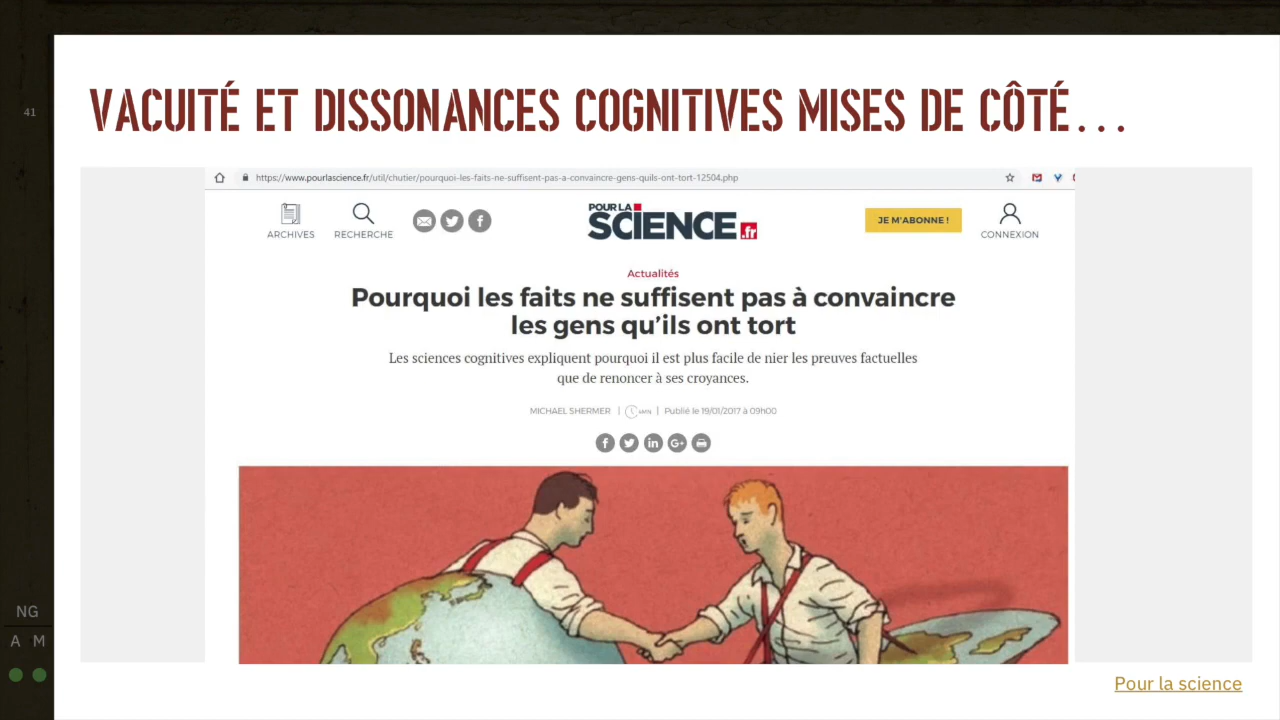 41
VACUITÉ ET DISSONANCES COGNITIVES MISES DE CÔTÉ...
https://www.pourlascience.fr/util/chutier/pourquoi-les-faits-ne-suffisent-pas-a-convaincre-gens-quils-ont-tort-12504.php
ARCHIVES
RECHERCHE
POUR LA
SCIENCE.fr
JE M'ABONNE !
CONNEXION
Actualités
Pourquoi les faits ne suffisent pas à convaincre
les gens qu’ils ont tort
Les sciences cognitives expliquent pourquoi il est plus facile de nier les preuves factuelles
que de renoncer à ses croyances.
MICHAEL SHERMER | | Publié le 19/01/2017 à 09h00
NG
A M
Pour la science